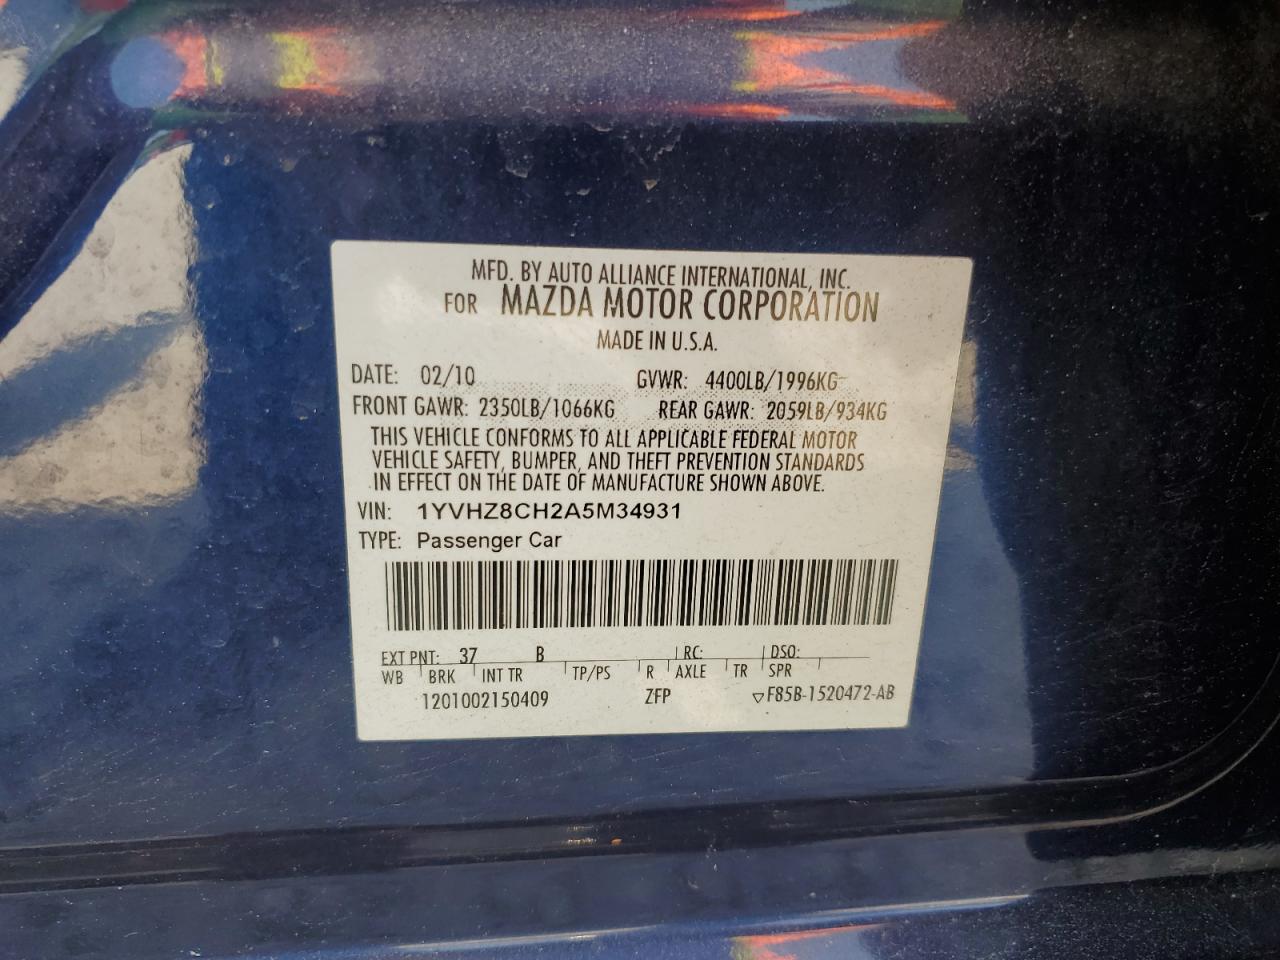 MFD. BY AUTO ALLIANCE INTERNATIONAL, INC.
FOR MAZDA MOTOR CORPORATION
MADE IN U.S.A.
DATE: 02/10 GVWR: 4400LB/1996KG
FRONT GAWR: 2350LB/1066KG REAR GAWR: 2059LB/934KG
THIS VEHICLE CONFORMS TO ALL APPLICABLE FEDERAL MOTOR
VEHICLE SAFETY, BUMPER, AND THEFT PREVENTION STANDARDS
IN EFFECT ON THE DATE OF MANUFACTURE SHOWN ABOVE.
VIN: 1YVHZ8CH2A5M34931
TYPE: Passenger Car
EXT PNT: 37 B RC: DSO:
WB BRK INT TR TP/PS R AXLE TR SPR
1201002150409 ZFP ▽F85B-1520472-AB